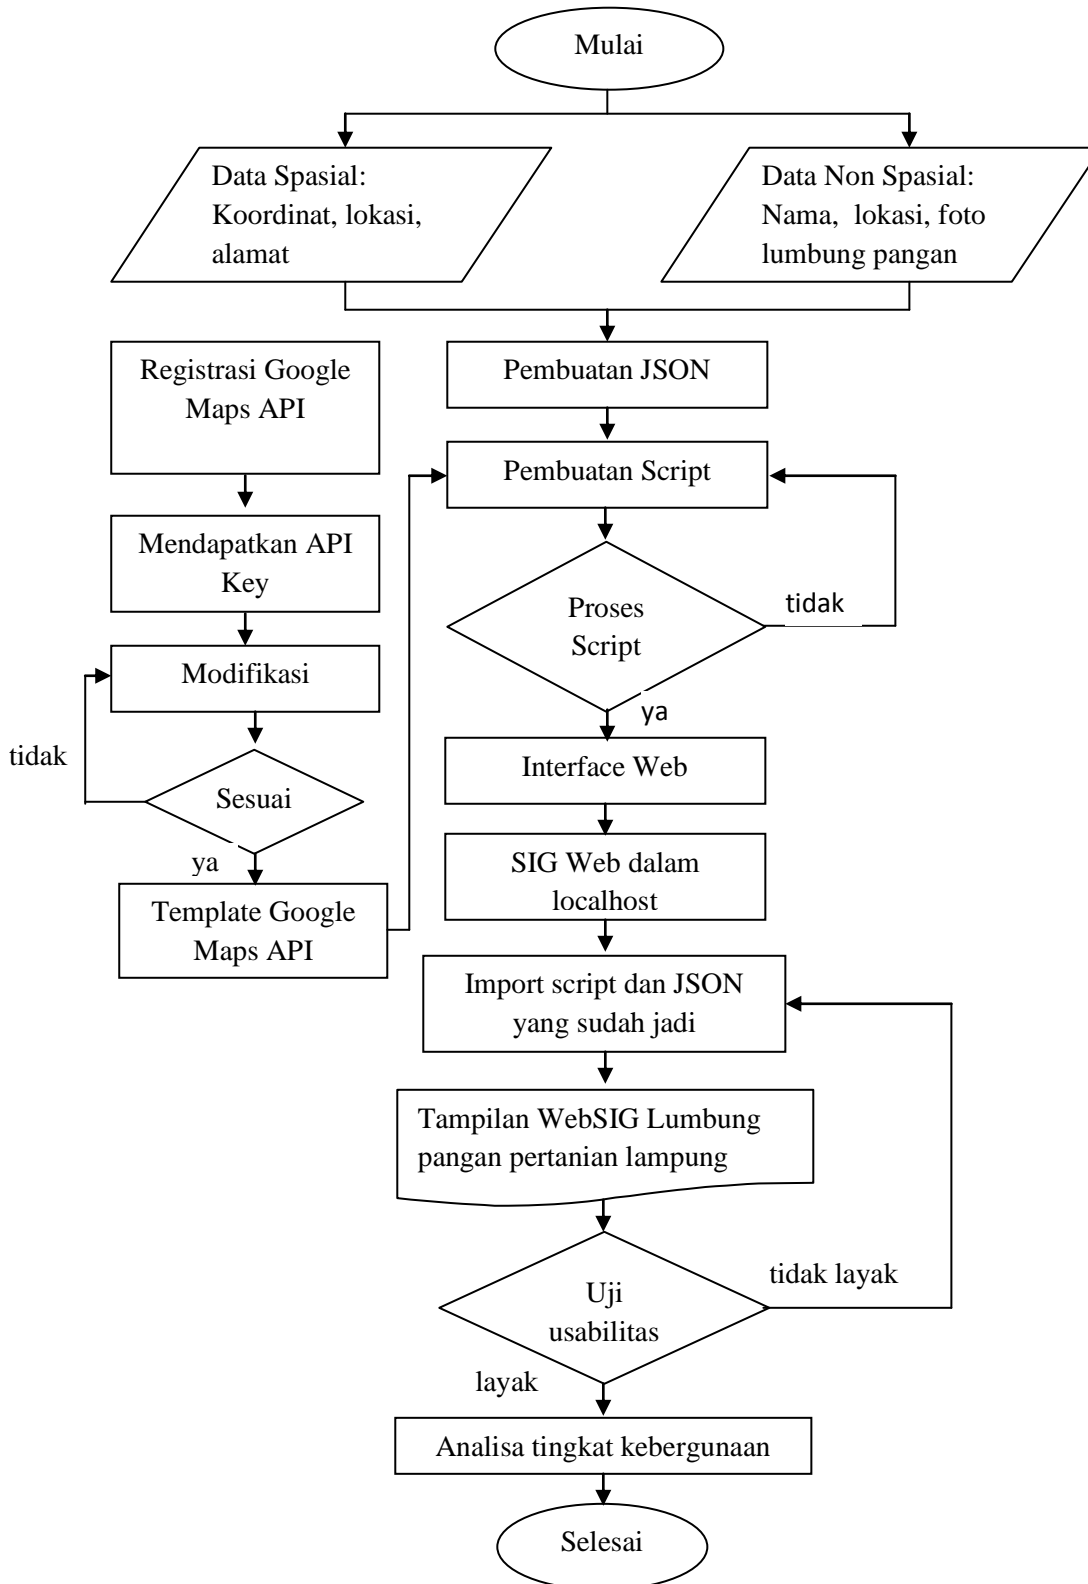 Mulai
Data Spasial:
Koordinat, lokasi,
alamat
Data Non Spasial:
Nama, lokasi, foto
lumbung pangan
Registrasi Google
Maps API
Pembuatan JSON
Pembuatan Script
Mendapatkan API
Key
Proses
Script
tidak
ya
Modifikasi
tidak
Sesuai
ya
Template Google
Maps API
Interface Web
SIG Web dalam
localhost
Import script dan JSON
yang sudah jadi
Tampilan WebSIG Lumbung
pangan pertanian lampung
Uji
usabilitas
tidak layak
layak
Analisa tingkat kebergunaan
Selesai